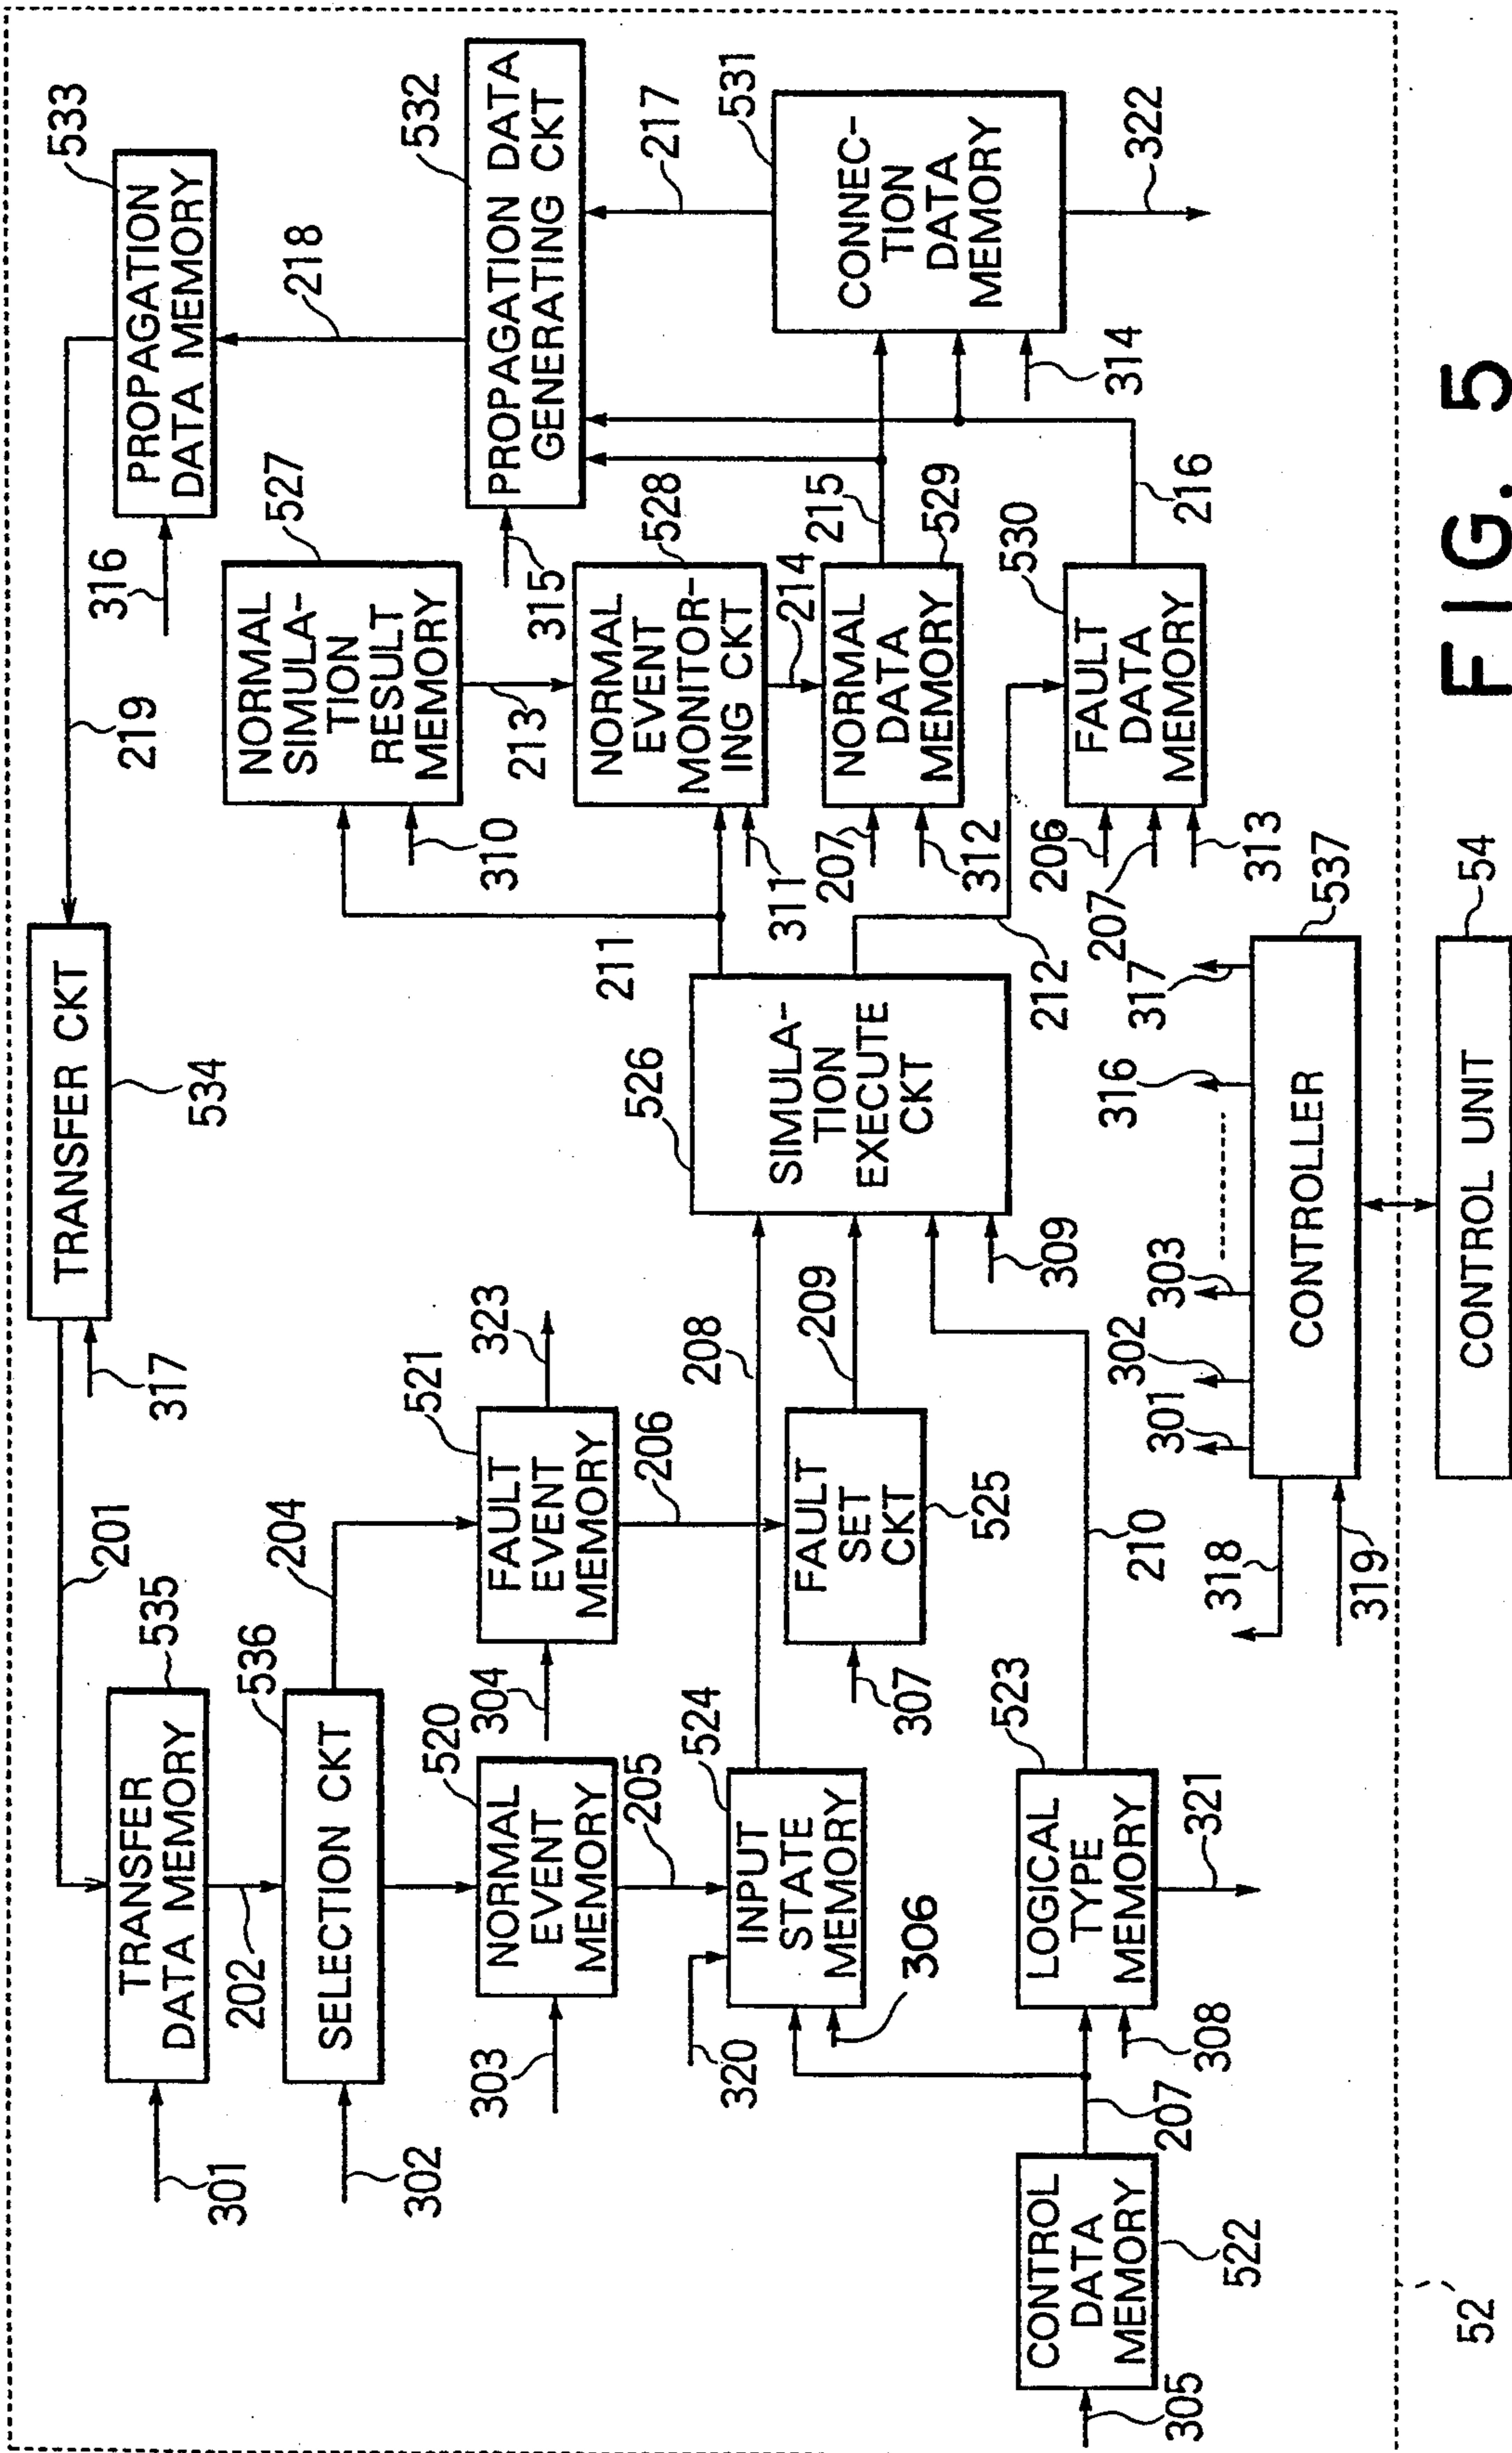 201
219
TRANSFER CKT
534
317
316
533
PROPAGATION
DATA MEMORY
218
535
TRANSFER
DATA MEMORY
301
202
536
SELECTION CKT
302
204
520
NORMAL
EVENT
MEMORY
303
205
521
FAULT
EVENT
MEMORY
304
323
206
524
INPUT
STATE
MEMORY
320
306
FAULT
SET
CKT
525
307
208
209
210
523
LOGICAL
TYPE
MEMORY
308
321
CONTROL
DATA
MEMORY
522
305
207
526
SIMULA-
TION
EXECUTE
CKT
309
211
212
527
NORMAL
SIMULA-
TION
RESULT
MEMORY
310
213
528
NORMAL
EVENT
MONITOR-
ING CKT
311
214
529
NORMAL
DATA
MEMORY
207
312
215
530
FAULT
DATA
MEMORY
206
207
313
216
532
PROPAGATION DATA
GENERATING CKT
315
217
531
CONNEC-
TION
DATA
MEMORY
314
322
537
CONTROLLER
301
302
303
316
317
318
319
54
CONTROL UNIT
52
FIG. 5